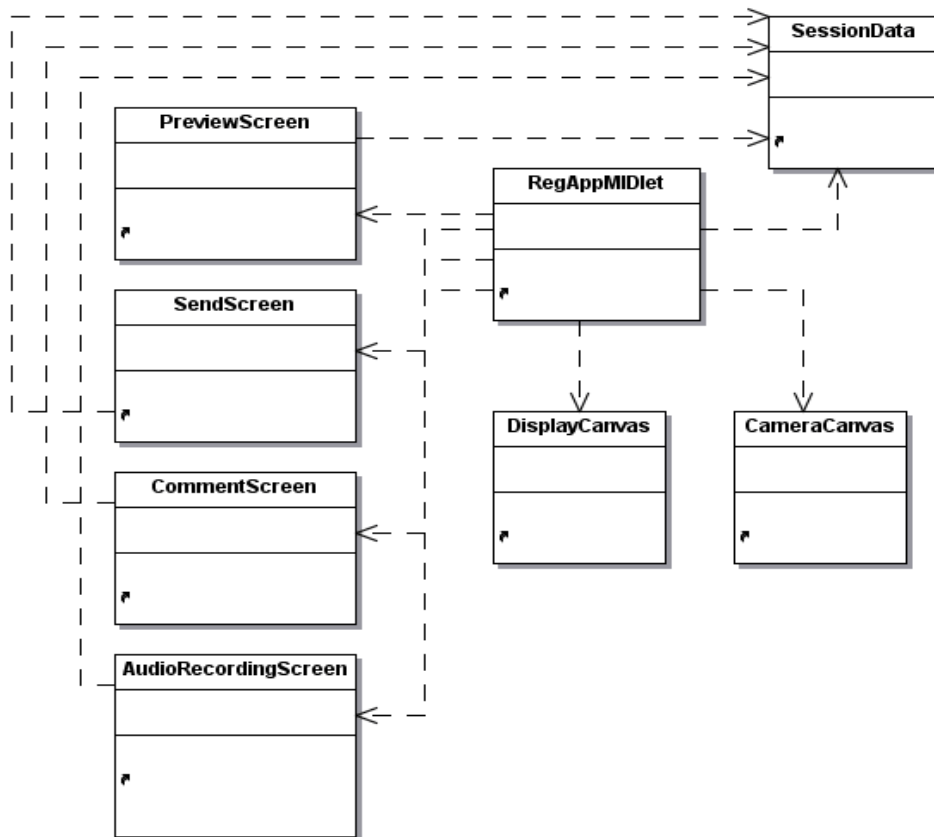 SessionData
PreviewScreen
RegAppMIDlet
SendScreen
DisplayCanvas
CameraCanvas
CommentScreen
AudioRecordingScreen